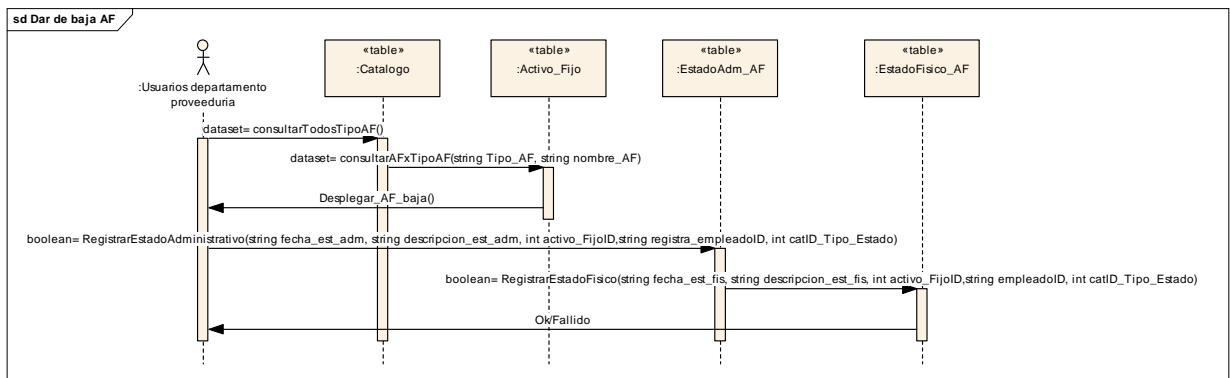 sd Dar de baja AF
«table»
:Catalogo
«table»
:Activo_Fijo
«table»
:EstadoAdm_AF
«table»
:EstadoFisico_AF
:Usuarios departamento
proveeduria
dataset= consultarTodosTipoAF()
dataset= consultarAFxTipoAF(string Tipo_AF, string nombre_AF)
Desplegar_AF_baja()
boolean= RegistrarEstadoAdministrativo(string fecha_est_adm, string descripcion_est_adm, int activo_FijoID,string registra_empleadoID, int catID_Tipo_Estado)
boolean= RegistrarEstadoFisico(string fecha_est_fis, string descripcion_est_fis, int activo_FijoID,string empleadoID, int catID_Tipo_Estado)
Ok/Fallido